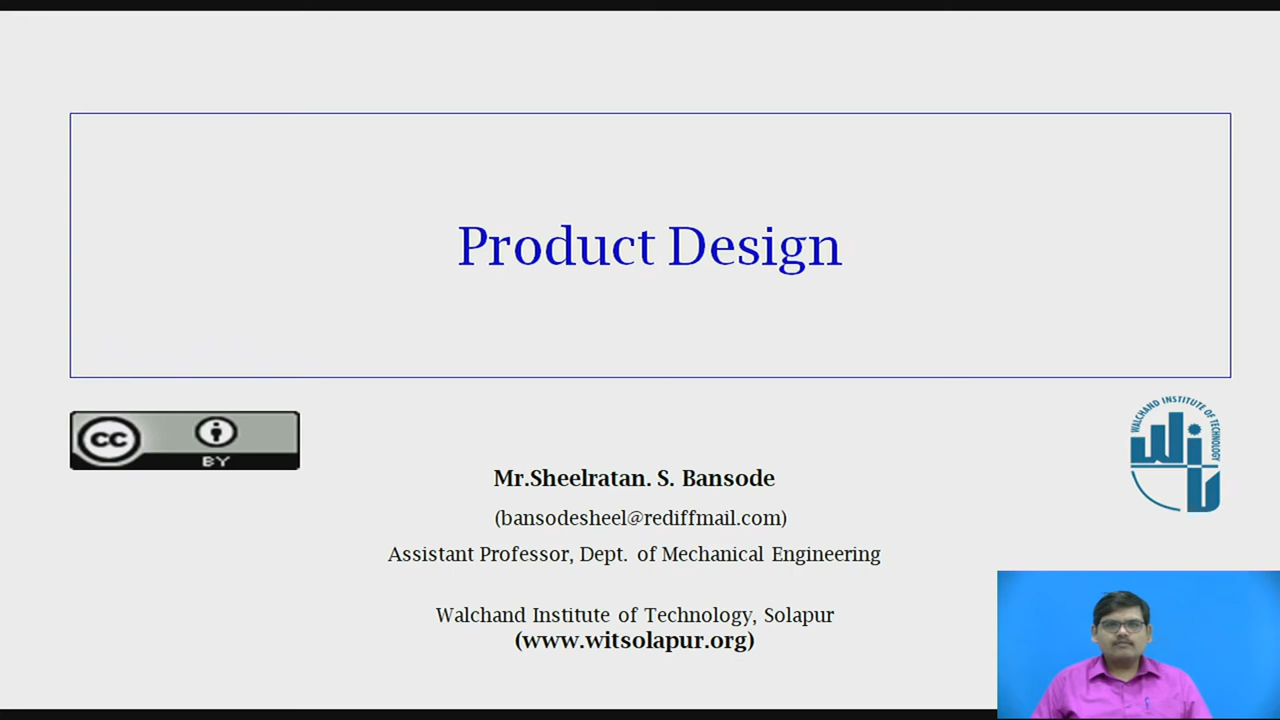 Product Design
CC
BY
WALCHAND INSTITUTE OF TECHNOLOGY
Mr.Sheelratan. S. Bansode
(bansodesheel@rediffmail.com)
Assistant Professor, Dept. of Mechanical Engineering
Walchand Institute of Technology, Solapur
(www.witsolapur.org)